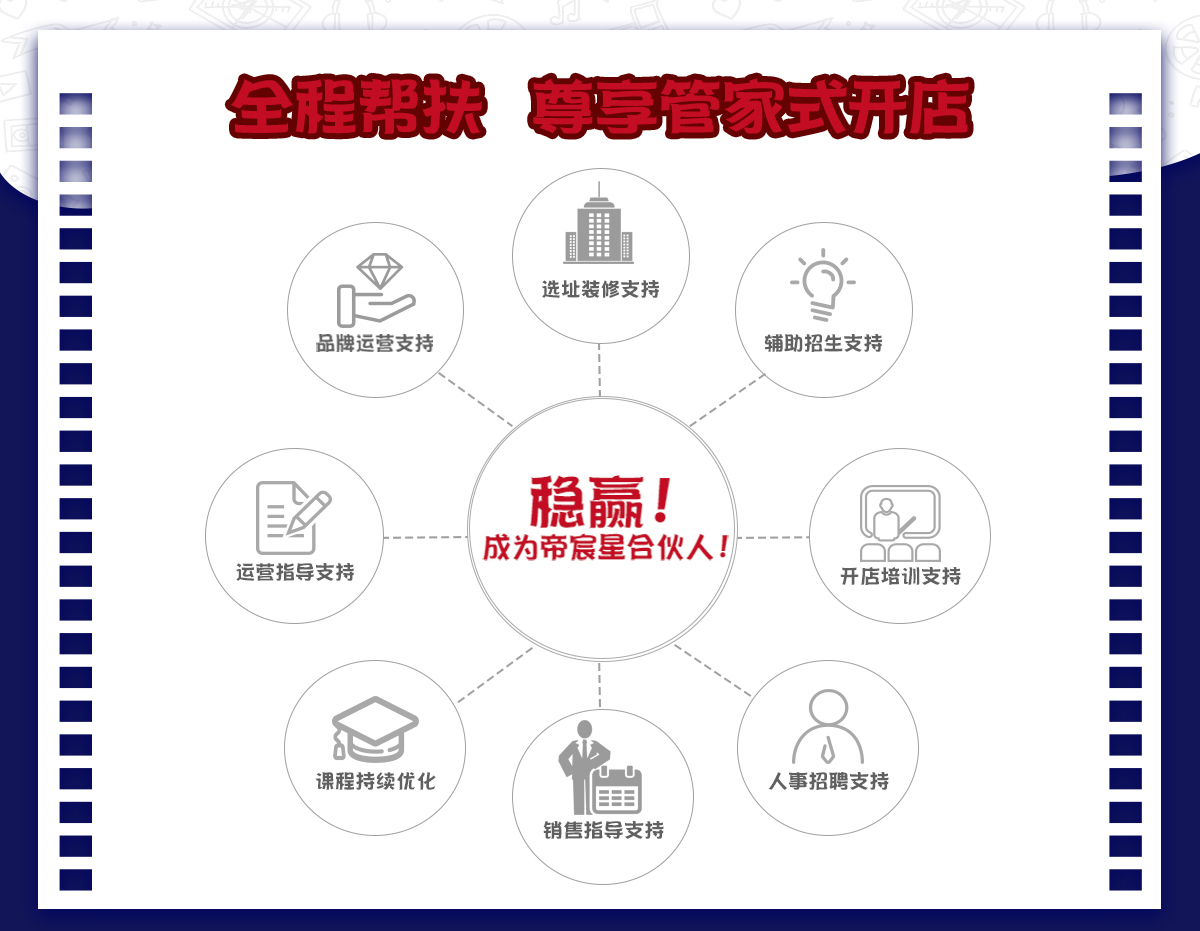 全程帮扶 尊享管家式开店
选址装修支持
品牌运营支持
辅助招生支持
稳赢！
成为帝宸星合伙人！
运营指导支持
开店培训支持
课程持续优化
人事招聘支持
销售指导支持